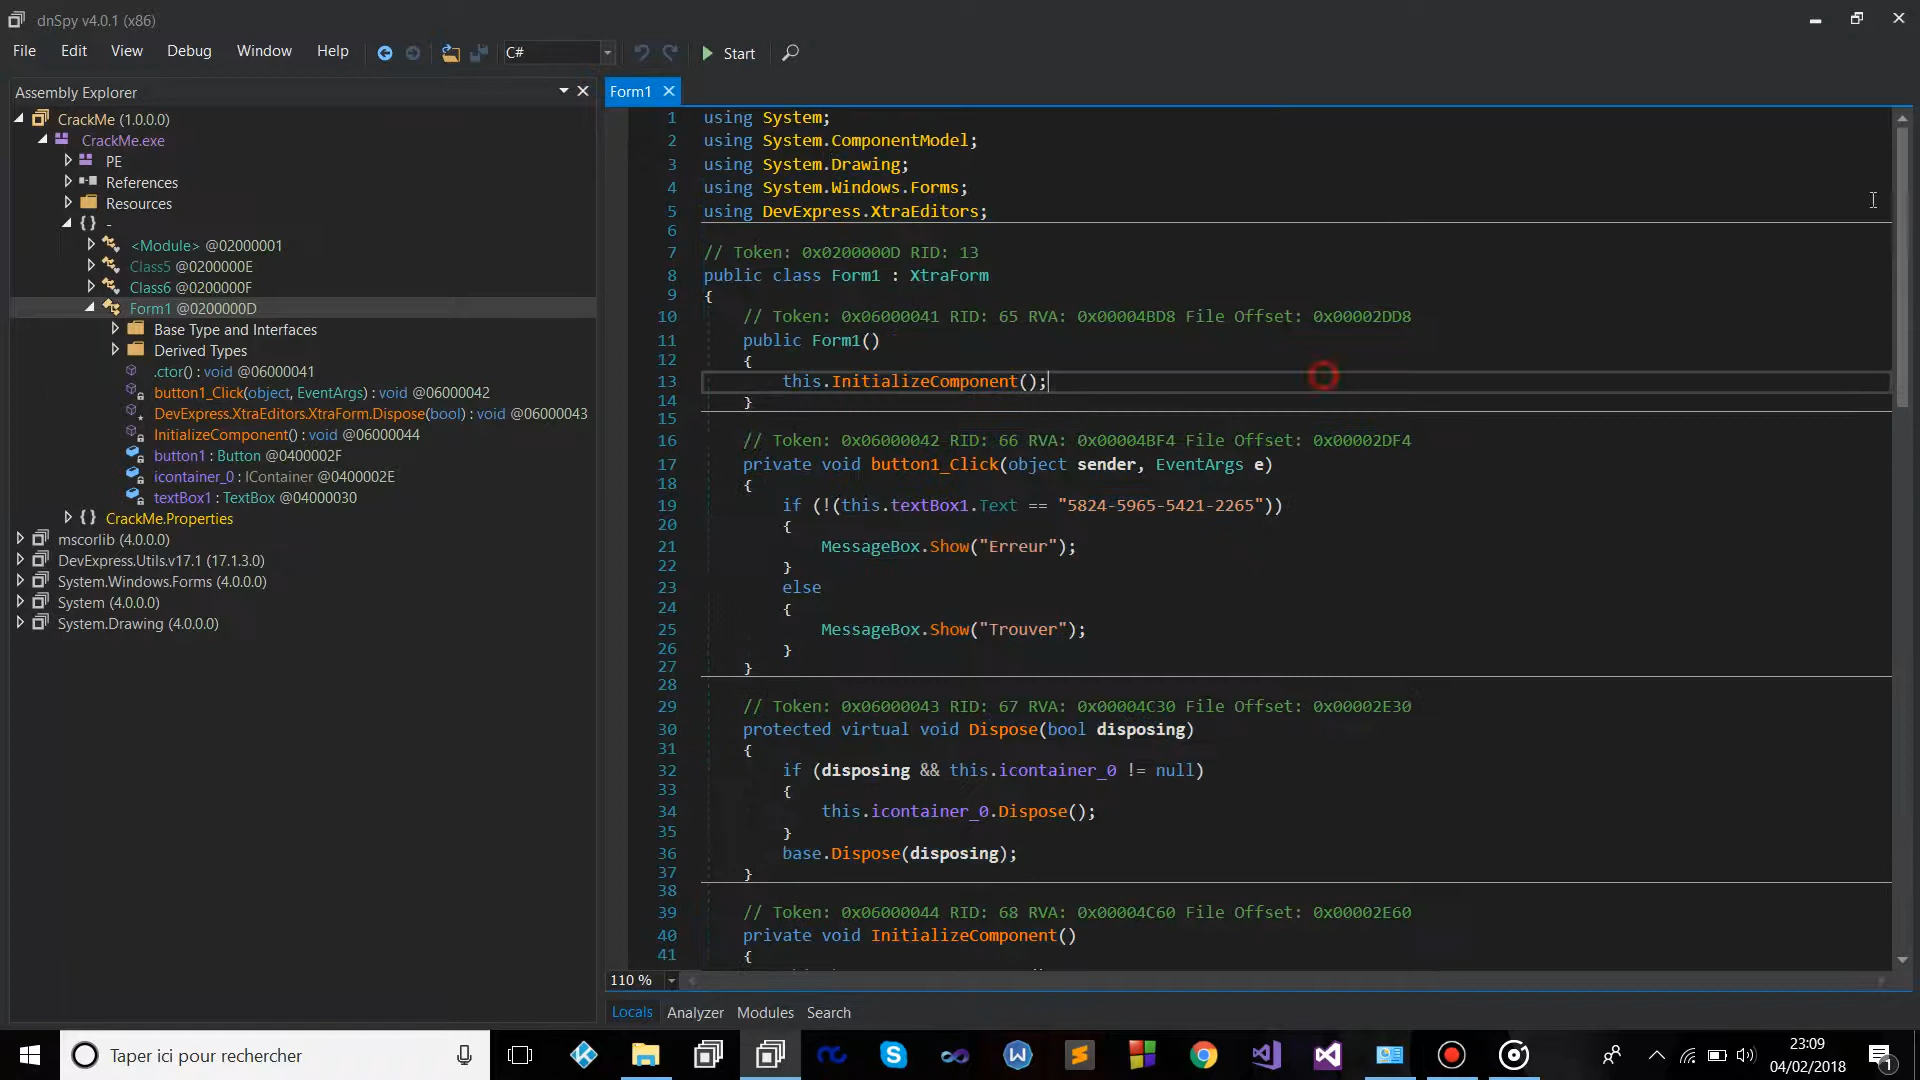 dnSpy v4.0.1 (x86)
File Edit View Debug Window Help C# Start
Assembly Explorer
CrackMe (1.0.0.0)
CrackMe.exe
PE
References
Resources
{ } -
<Module> @02000001
Class5 @0200000E
Class6 @0200000F
Form1 @0200000D
Base Type and Interfaces
Derived Types
.ctor() : void @06000041
button1_Click(object, EventArgs) : void @06000042
DevExpress.XtraEditors.XtraForm.Dispose(bool) : void @06000043
InitializeComponent() : void @06000044
button1 : Button @0400002F
icontainer_0 : IContainer @0400002E
textBox1 : TextBox @04000030
{ } CrackMe.Properties
mscorlib (4.0.0.0)
DevExpress.Utils.v17.1 (17.1.3.0)
System.Windows.Forms (4.0.0.0)
System (4.0.0.0)
System.Drawing (4.0.0.0)
Form1
1 using System;
2 using System.ComponentModel;
3 using System.Drawing;
4 using System.Windows.Forms;
5 using DevExpress.XtraEditors;
6
7 // Token: 0x0200000D RID: 13
8 public class Form1 : XtraForm
9 {
10 // Token: 0x06000041 RID: 65 RVA: 0x00004BD8 File Offset: 0x00002DD8
11 public Form1()
12 {
13 this.InitializeComponent();
14 }
15
16 // Token: 0x06000042 RID: 66 RVA: 0x00004BF4 File Offset: 0x00002DF4
17 private void button1_Click(object sender, EventArgs e)
18 {
19 if (!(this.textBox1.Text == "5824-5965-5421-2265"))
20 {
21 MessageBox.Show("Erreur");
22 }
23 else
24 {
25 MessageBox.Show("Trouver");
26 }
27 }
28
29 // Token: 0x06000043 RID: 67 RVA: 0x00004C30 File Offset: 0x00002E30
30 protected virtual void Dispose(bool disposing)
31 {
32 if (disposing && this.icontainer_0 != null)
33 {
34 this.icontainer_0.Dispose();
35 }
36 base.Dispose(disposing);
37 }
38
39 // Token: 0x06000044 RID: 68 RVA: 0x00004C60 File Offset: 0x00002E60
40 private void InitializeComponent()
41 {
110 %
Locals Analyzer Modules Search
Taper ici pour rechercher
23:09
04/02/2018
1